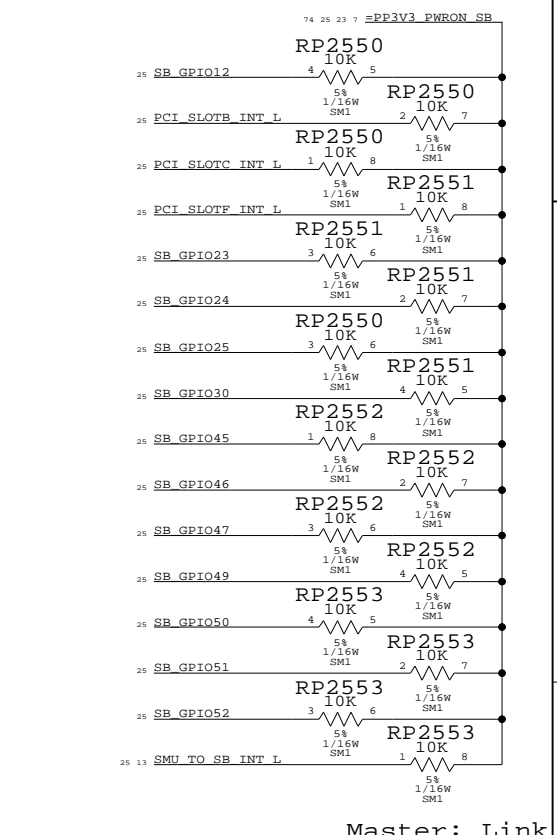 74 25 23 7 =PP3V3_PWRON_SB
RP2550
10K
25 SB_GPIO12 4 5
5%
1/16W
SM1
RP2550
10K
25 PCI_SLOTB_INT_L 2 7
5%
1/16W
SM1
RP2550
10K
25 PCI_SLOTC_INT_L 1 8
5%
1/16W
SM1
RP2551
10K
25 PCI_SLOTF_INT_L 1 8
5%
1/16W
SM1
RP2551
10K
25 SB_GPIO23 3 6
5%
1/16W
SM1
RP2551
10K
25 SB_GPIO24 2 7
5%
1/16W
SM1
RP2550
10K
25 SB_GPIO25 3 6
5%
1/16W
SM1
RP2551
10K
25 SB_GPIO30 4 5
5%
1/16W
SM1
RP2552
10K
25 SB_GPIO45 1 8
5%
1/16W
SM1
RP2552
10K
25 SB_GPIO46 2 7
5%
1/16W
SM1
RP2552
10K
25 SB_GPIO47 3 6
5%
1/16W
SM1
RP2552
10K
25 SB_GPIO49 4 5
5%
1/16W
SM1
RP2553
10K
25 SB_GPIO50 4 5
5%
1/16W
SM1
RP2553
10K
25 SB_GPIO51 2 7
5%
1/16W
SM1
RP2553
10K
25 SB_GPIO52 3 6
5%
1/16W
SM1
RP2553
10K
25 13 SMU_TO_SB_INT_L 1 8
5%
1/16W
SM1
Master: Link